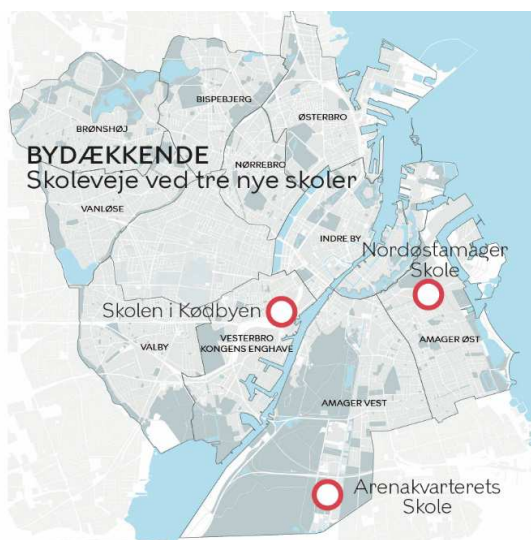 BISPEBJERG
ØSTERBRO
BRØNSHØJ
BYDÆKKENDE
NØRREBRO
Skoleveje ved tre nye skoler
VANLØSE
INDRE BY
Nordøstamager
Skole
Skolen i Kødbyen
VALBY
VESTERBRO
KONGENS ENGHAVE
AMAGER ØST
AMAGER VEST
Arenakvarterets
Skole